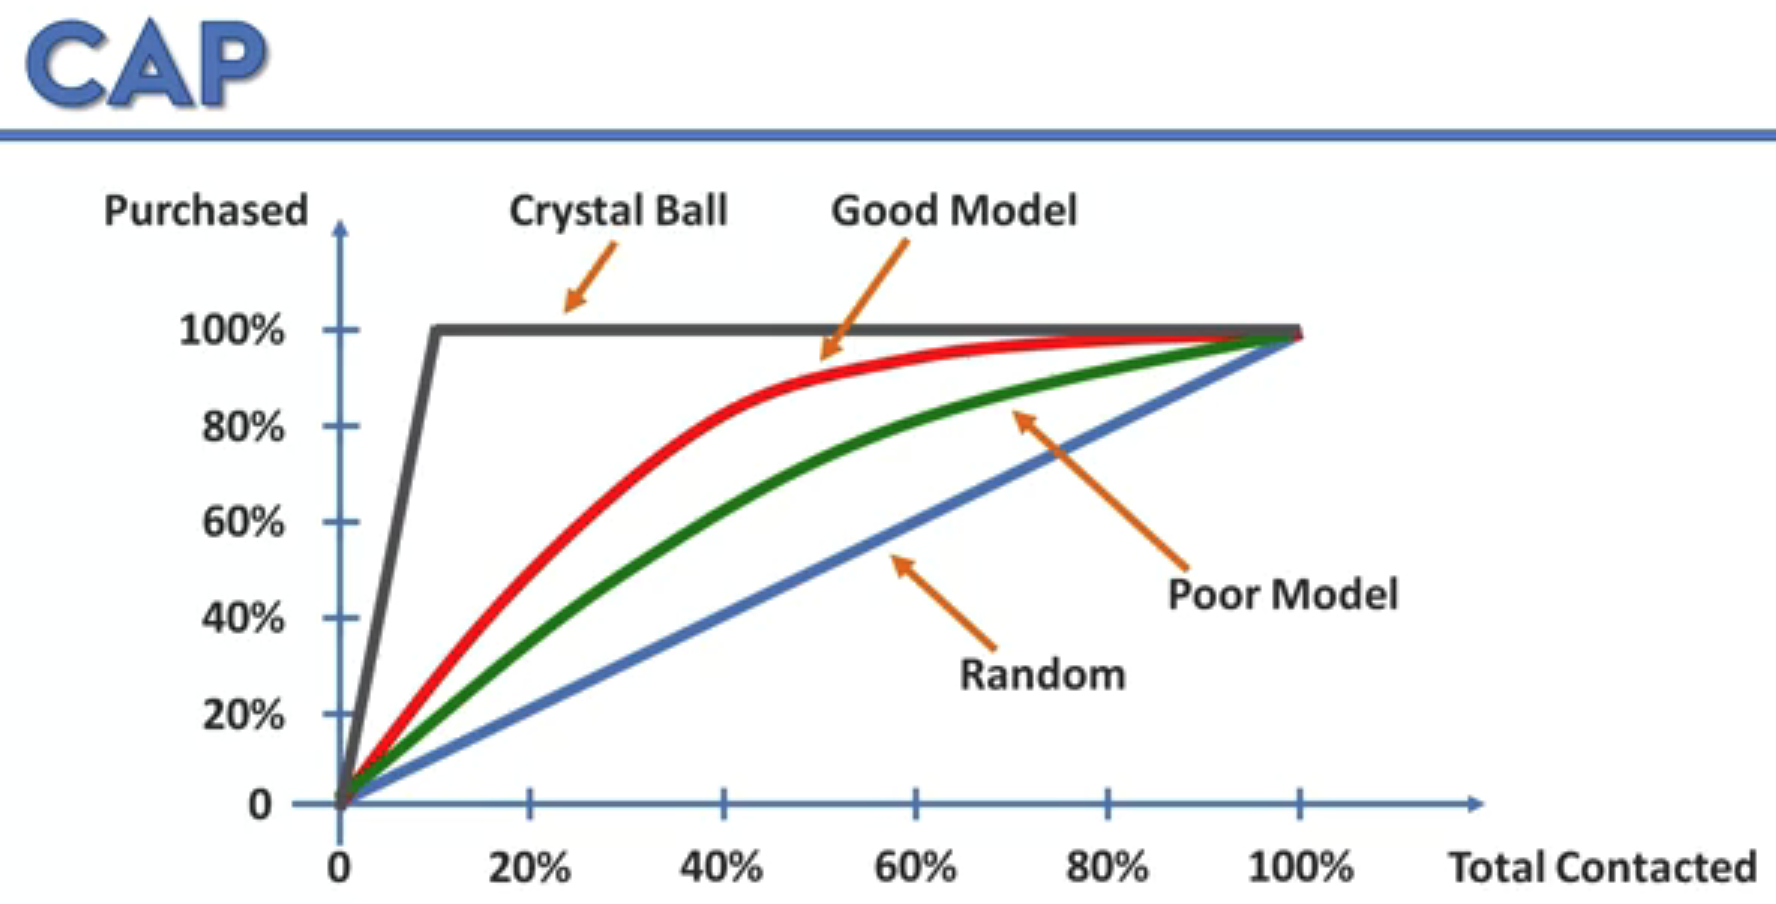 CAP
Purchased
Crystal Ball
Good Model
100%
80%
60%
40%
20%
0
Poor Model
Random
0 20% 40% 60% 80% 100% Total Contacted